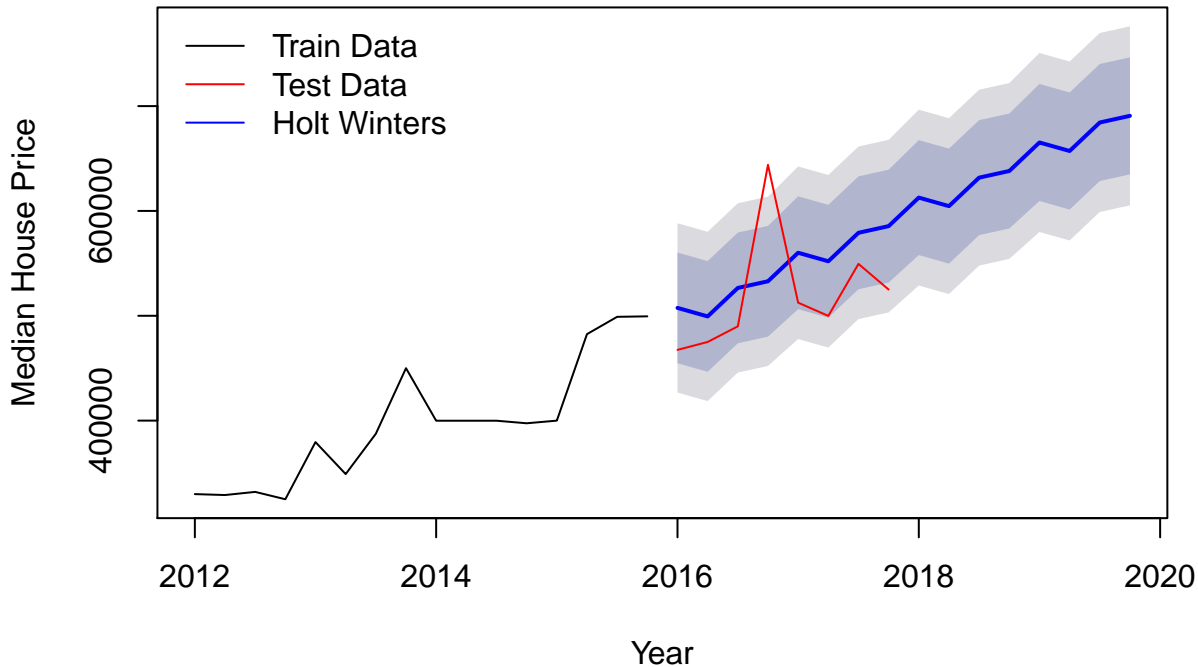 Train Data
Test Data
Holt Winters
Median House Price
600000
400000
2012 2014 2016 2018 2020
Year